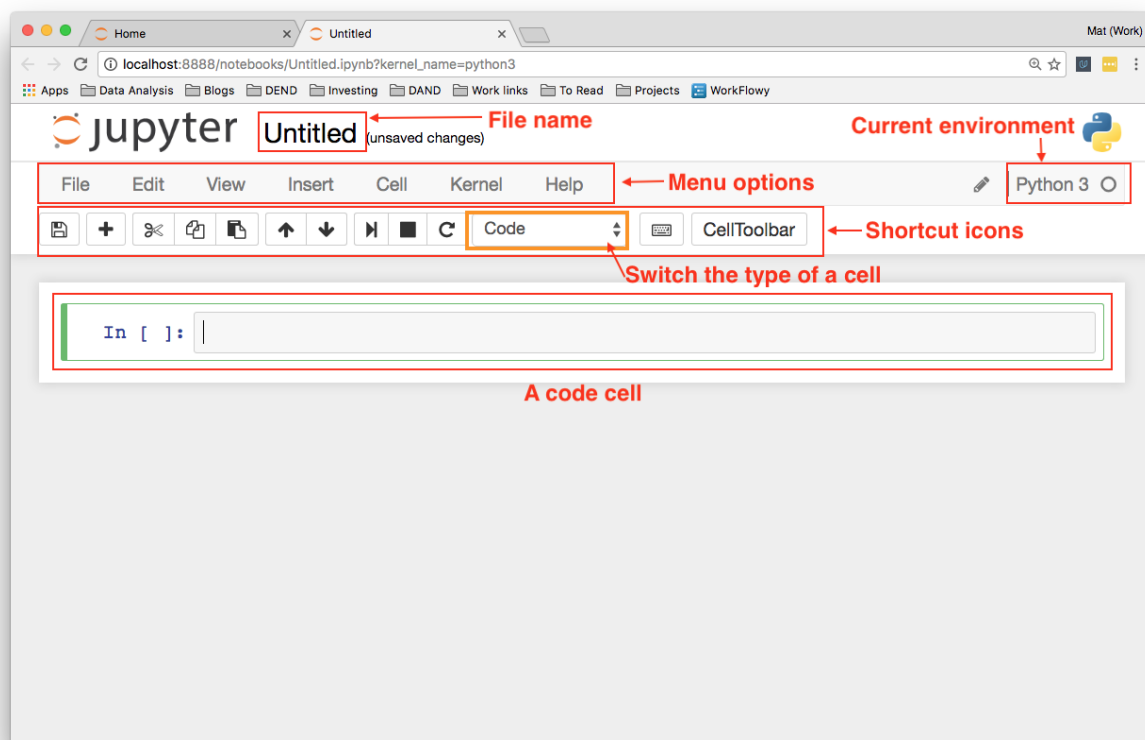 Home
Untitled
Mat (Work)
localhost:8888/notebooks/Untitled.ipynb?kernel_name=python3
Apps Data Analysis Blogs DEND Investing DAND Work links To Read Projects WorkFlowy
jupyter Untitled (unsaved changes)
File name
Current environment
File Edit View Insert Cell Kernel Help
Menu options
Python 3
Code
CellToolbar
Shortcut icons
Switch the type of a cell
In [ ]:
A code cell